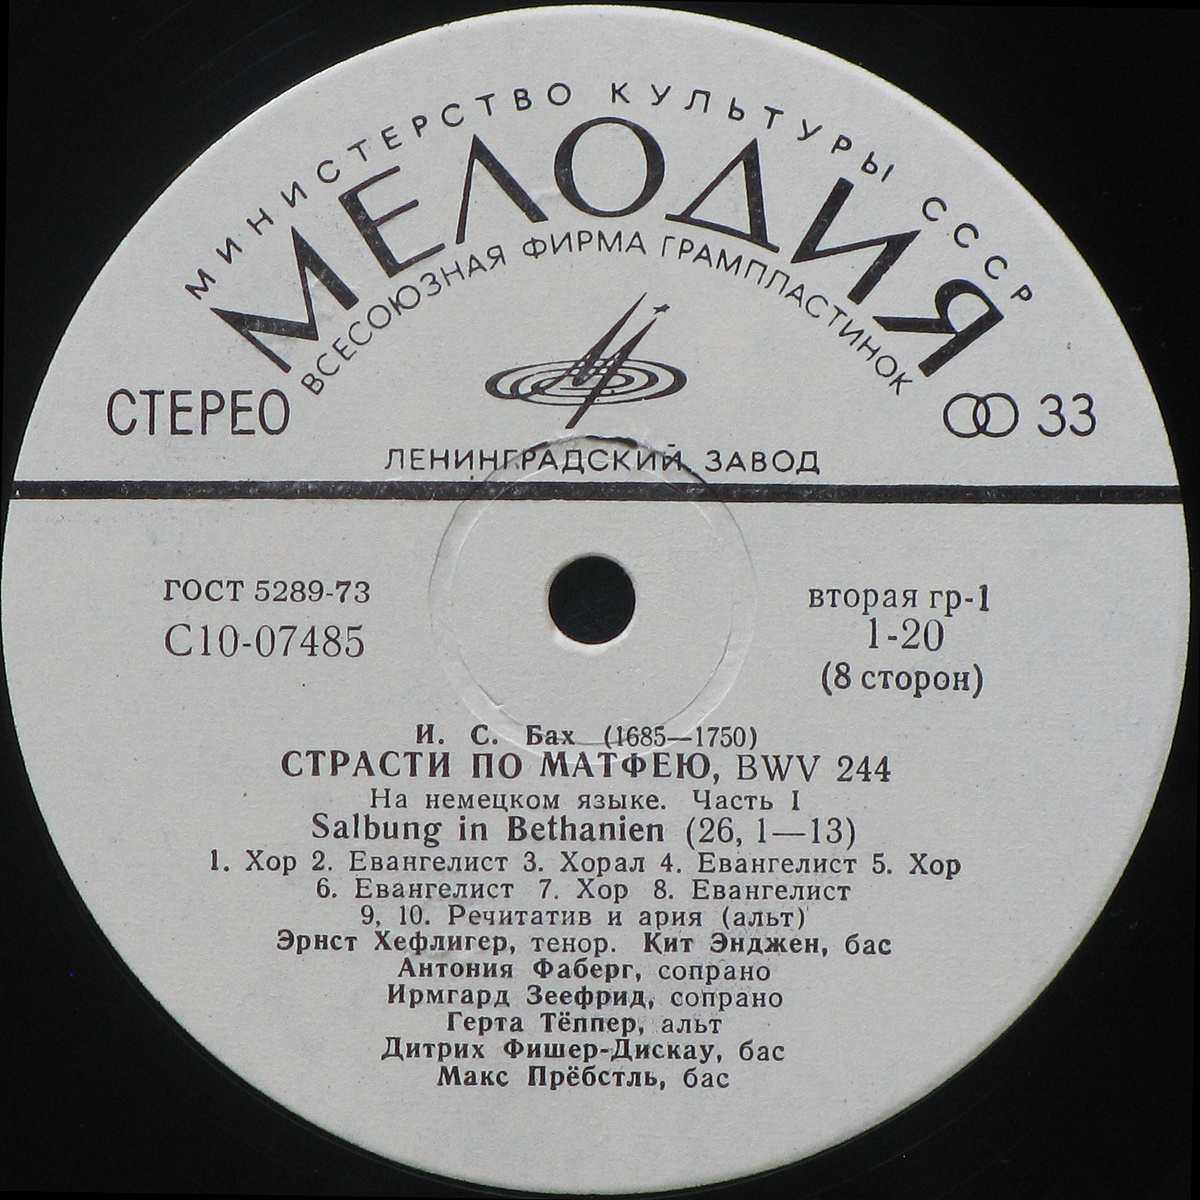 МИНИСТЕРСТВО КУЛЬТУРЫ СССР
МЕЛОДИЯ
ВСЕСОЮЗНАЯ ФИРМА ГРАМПЛАСТИНОК
СТЕРЕО
33
ЛЕНИНГРАДСКИЙ ЗАВОД
ГОСТ 5289-73
С10-07485
вторая гр-1
1-20
(8 сторон)
И. С. Бах (1685—1750)
СТРАСТИ ПО МАТФЕЮ, BWV 244
На немецком языке. Часть I
Salbung in Bethanien (26, 1—13)
1. Хор 2. Евангелист 3. Хорал 4. Евангелист 5. Хор
6. Евангелист 7. Хор 8. Евангелист
9, 10. Речитатив и ария (альт)
Эрнст Хефлигер, тенор. Кит Энджен, бас
Антония Фаберг, сопрано
Ирмгард Зеефрид, сопрано
Герта Тёппер, альт
Дитрих Фишер-Дискау, бас
Макс Прёбстль, бас